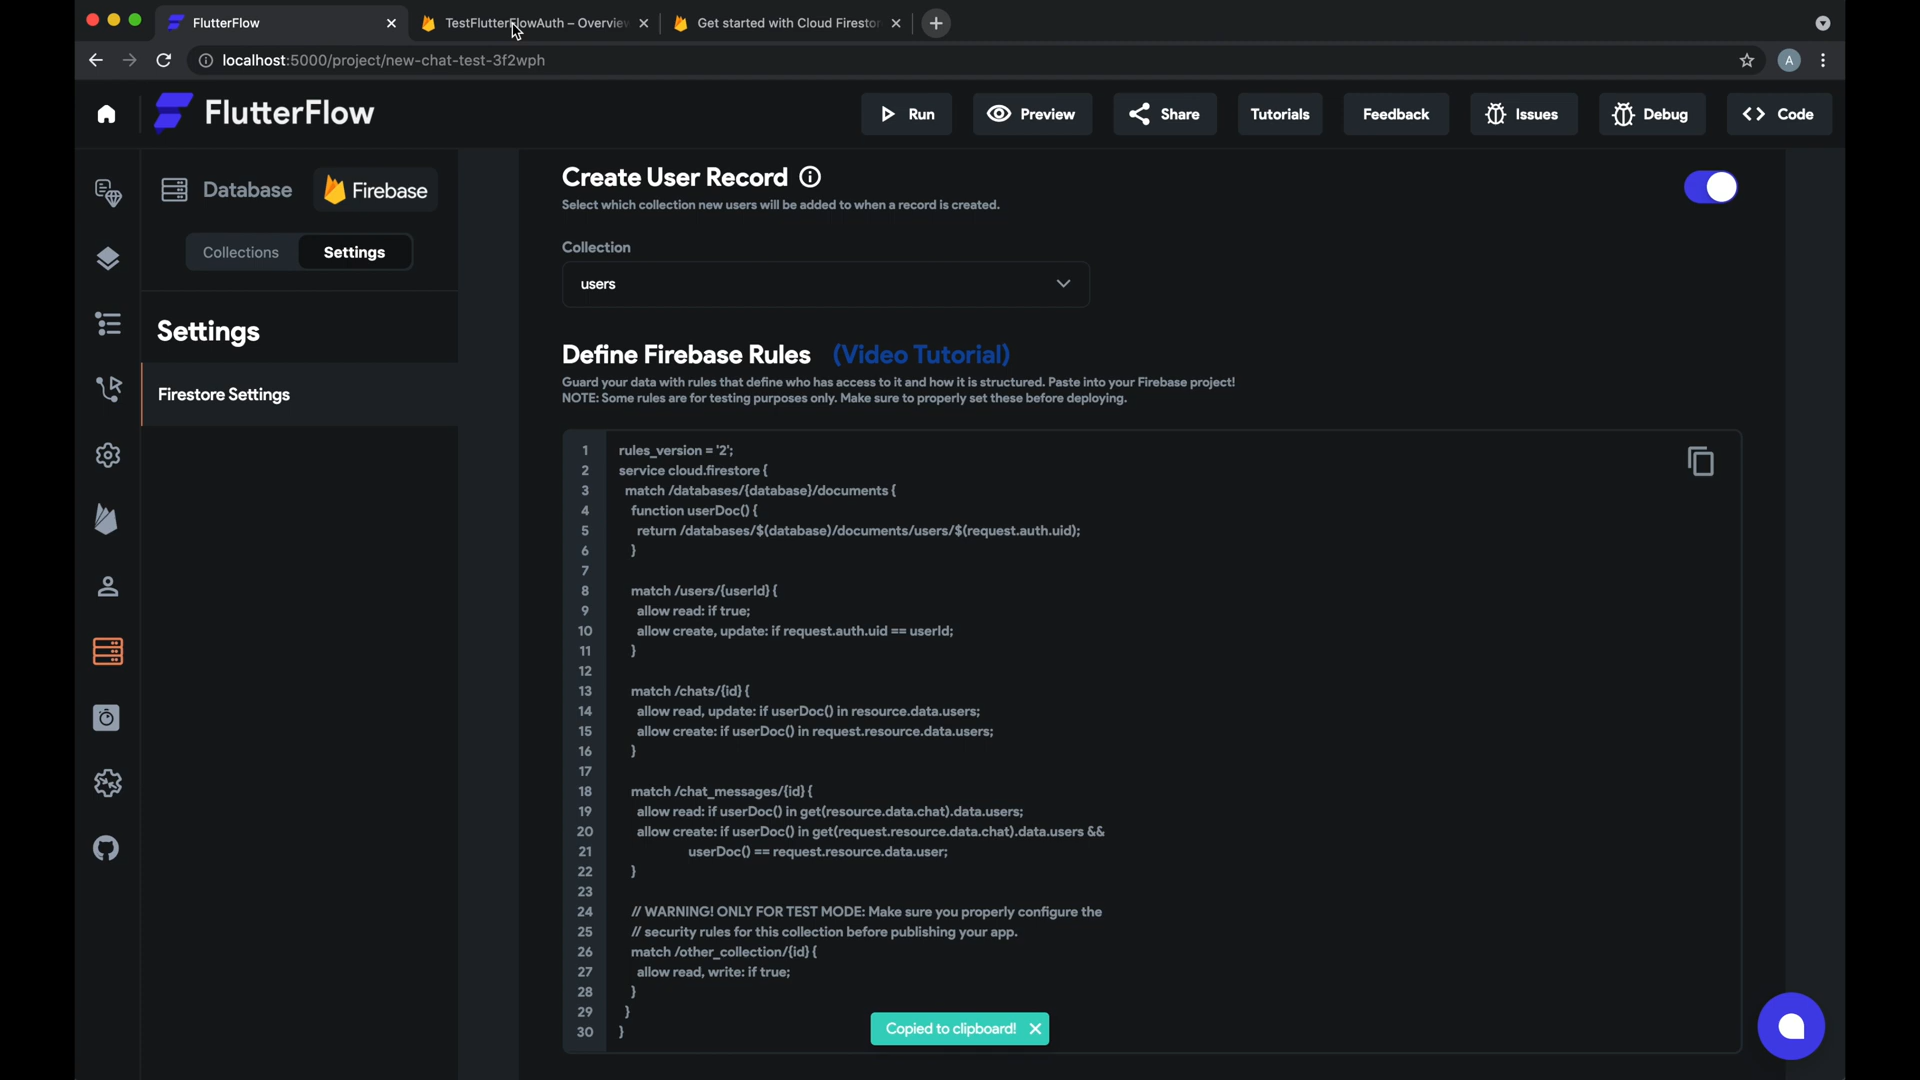 FlutterFlow
TestFlutterFlowAuth – Overview
Get started with Cloud Firestor
localhost:5000/project/new-chat-test-3f2wph
A
FlutterFlow
Run
Preview
Share
Tutorials
Feedback
Issues
Debug
Code
Database
Firebase
Collections
Settings
Settings
Firestore Settings
Create User Record
Select which collection new users will be added to when a record is created.
Collection
users
Define Firebase Rules (Video Tutorial)
Guard your data with rules that define who has access to it and how it is structured. Paste into your Firebase project!
NOTE: Some rules are for testing purposes only. Make sure to properly set these before deploying.
1 rules_version = '2';
2 service cloud.firestore {
3 match /databases/{database}/documents {
4 function userDoc() {
5 return /databases/$(database)/documents/users/$(request.auth.uid);
6 }
7
8 match /users/{userId} {
9 allow read: if true;
10 allow create, update: if request.auth.uid == userId;
11 }
12
13 match /chats/{id} {
14 allow read, update: if userDoc() in resource.data.users;
15 allow create: if userDoc() in request.resource.data.users;
16 }
17
18 match /chat_messages/{id} {
19 allow read: if userDoc() in get(resource.data.chat).data.users;
20 allow create: if userDoc() in get(request.resource.data.chat).data.users &&
21 userDoc() == request.resource.data.user;
22 }
23
24 // WARNING! ONLY FOR TEST MODE: Make sure you properly configure the
25 // security rules for this collection before publishing your app.
26 match /other_collection/{id} {
27 allow read, write: if true;
28 }
29 }
30 }
Copied to clipboard!